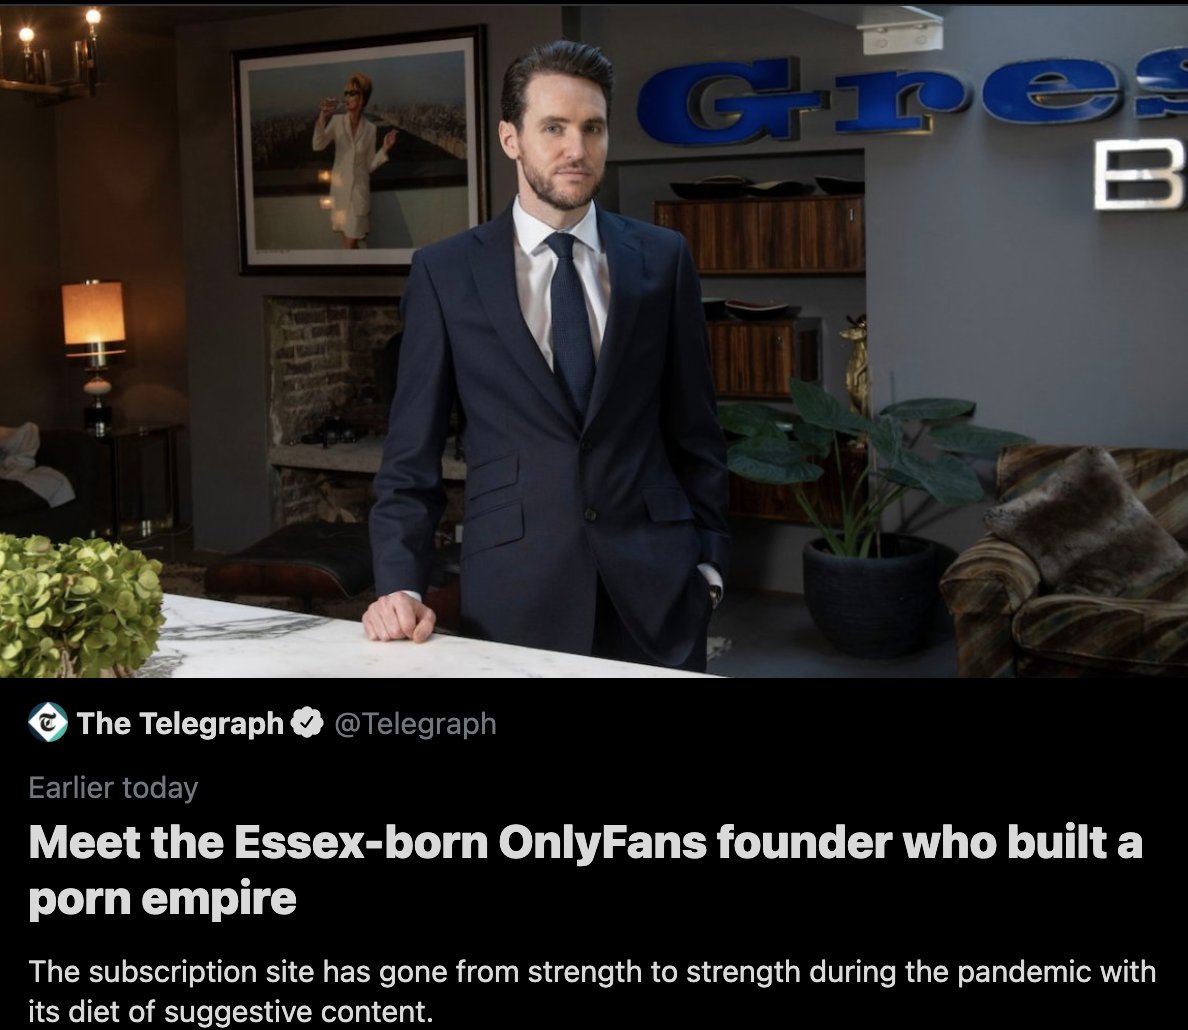 Gres
B
The Telegraph @Telegraph
Earlier today
Meet the Essex-born OnlyFans founder who built a
porn empire
The subscription site has gone from strength to strength during the pandemic with
its diet of suggestive content.